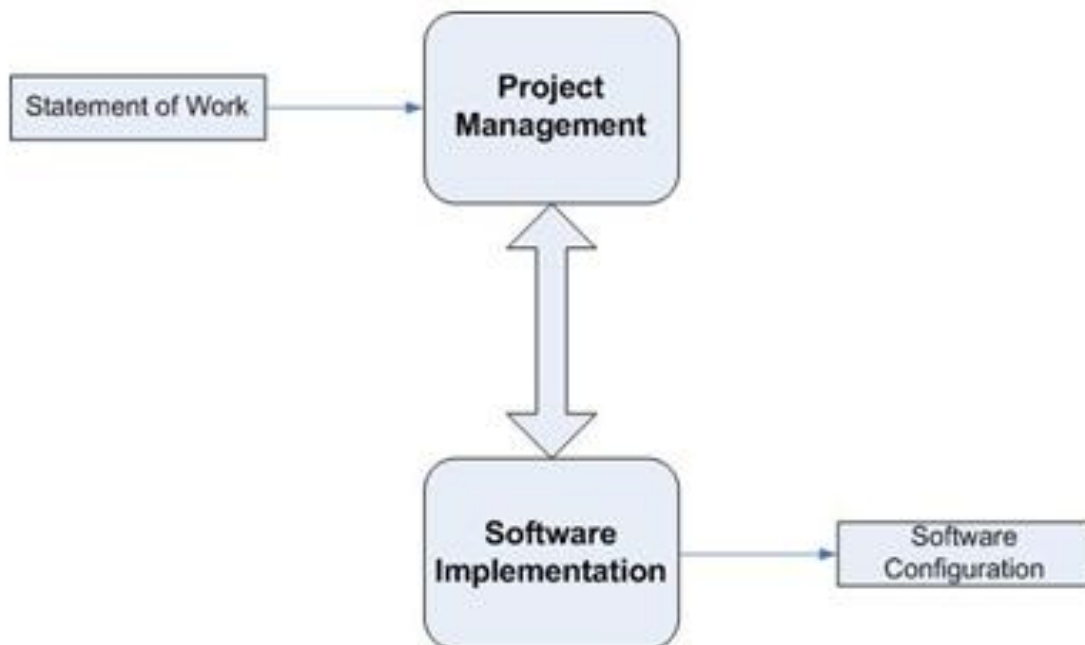 Statement of Work
Project
Management
Software
Implementation
Software
Configuration